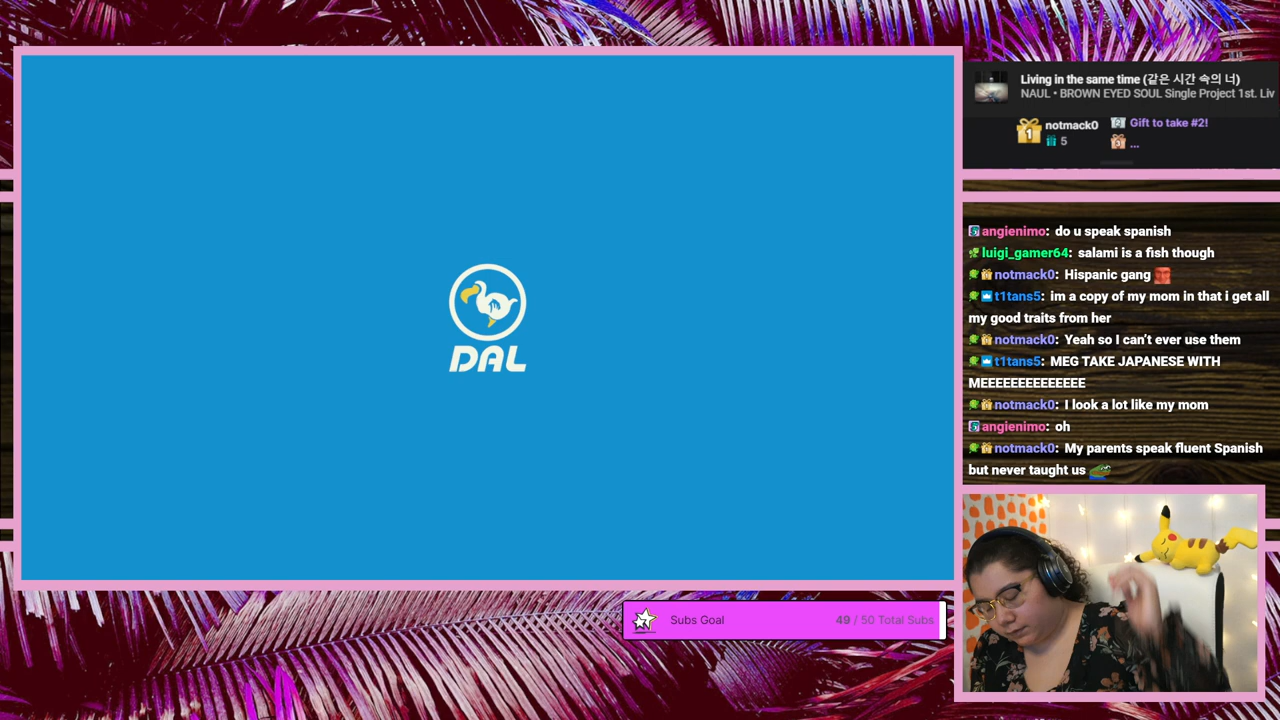 DAL
Living in the same time (같은 시간 속의 너)
NAUL • BROWN EYED SOUL Single Project 1st. Liv
1 notmack0
5
2 Gift to take #2!
3 ...
angienimo: do u speak spanish
luigi_gamer64: salami is a fish though
notmack0: Hispanic gang
t1tans5: im a copy of my mom in that i get all
my good traits from her
notmack0: Yeah so I can't ever use them
t1tans5: MEG TAKE JAPANESE WITH
MEEEEEEEEEEEEEE
notmack0: I look a lot like my mom
angienimo: oh
notmack0: My parents speak fluent Spanish
but never taught us
Subs Goal 49 / 50 Total Subs